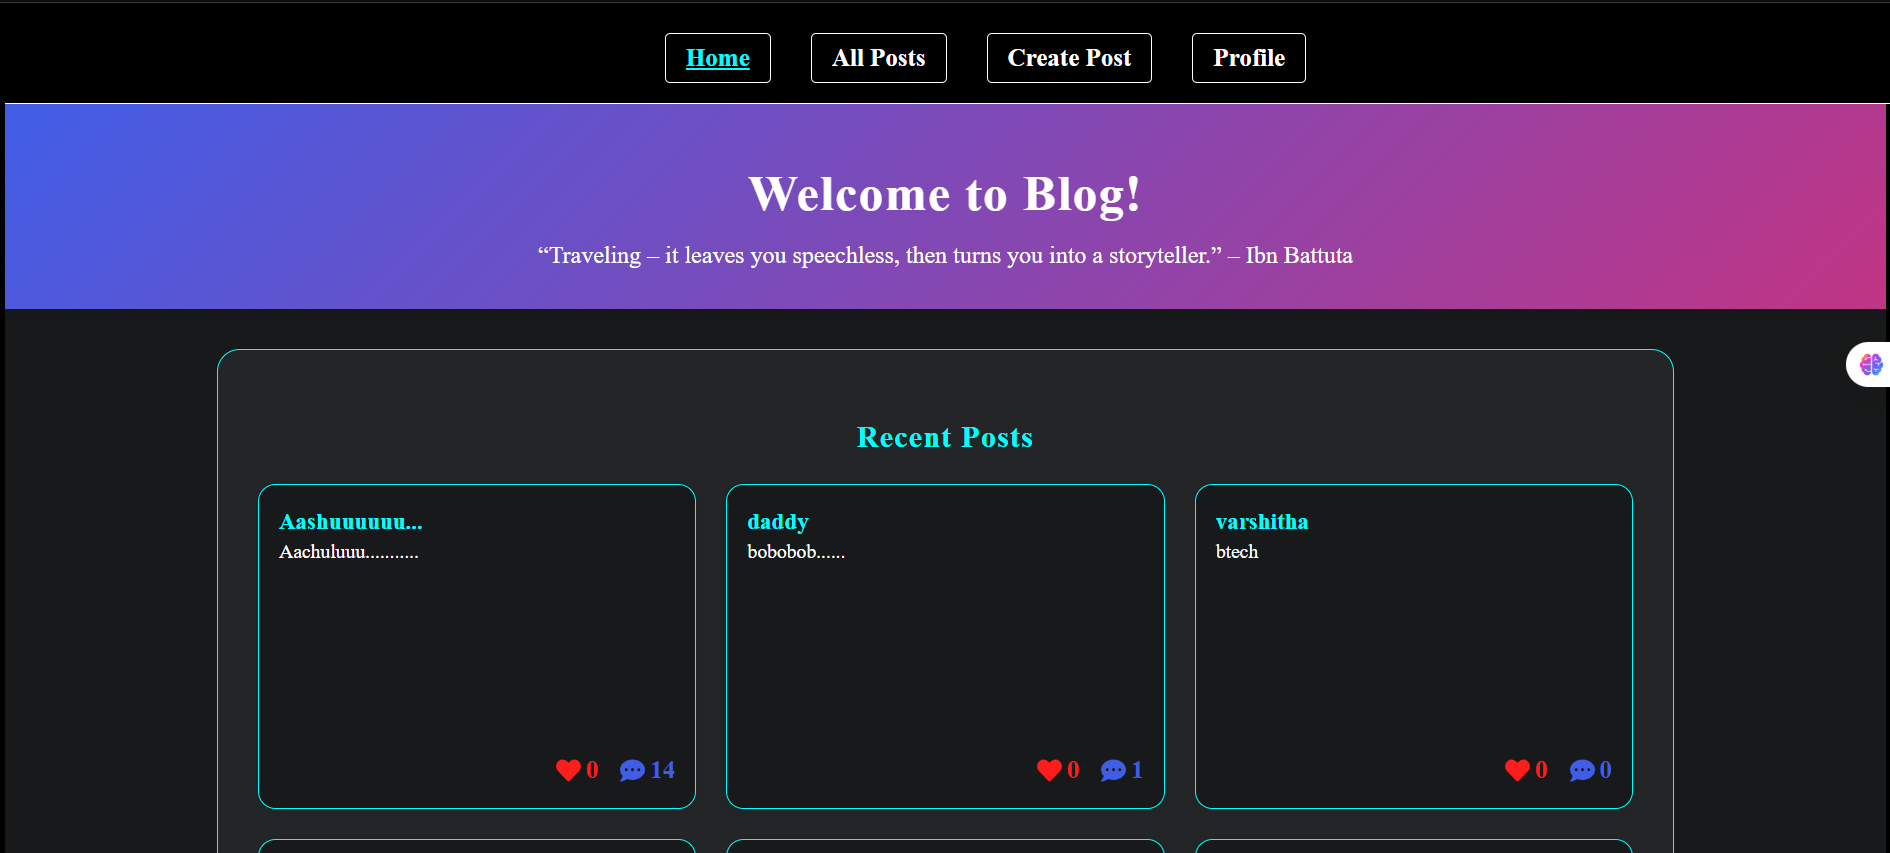 Home All Posts Create Post Profile
Welcome to Blog!
“Traveling – it leaves you speechless, then turns you into a storyteller.” – Ibn Battuta
Recent Posts
Aashuuuuuu...
Aachuluuu...........
0 14
daddy
bobobob......
0 1
varshitha
btech
0 0